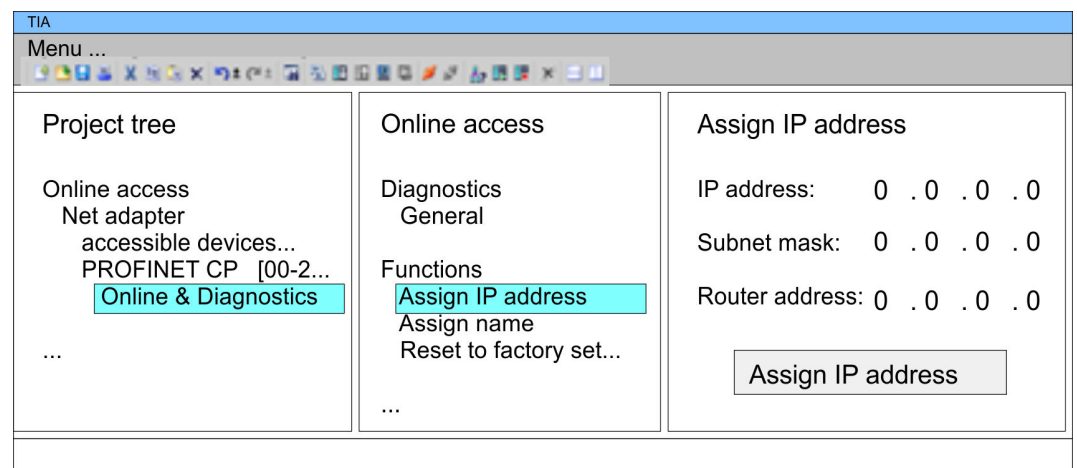 TIA
Menu ...
Project tree
Online access
Net adapter
accessible devices...
PROFINET CP [00-2...
Online & Diagnostics
...
Online access
Diagnostics
General
Functions
Assign IP address
Assign name
Reset to factory set...
...
Assign IP address
IP address: 0 .0 .0 .0
Subnet mask: 0 .0 .0 .0
Router address: 0 .0 .0 .0
Assign IP address